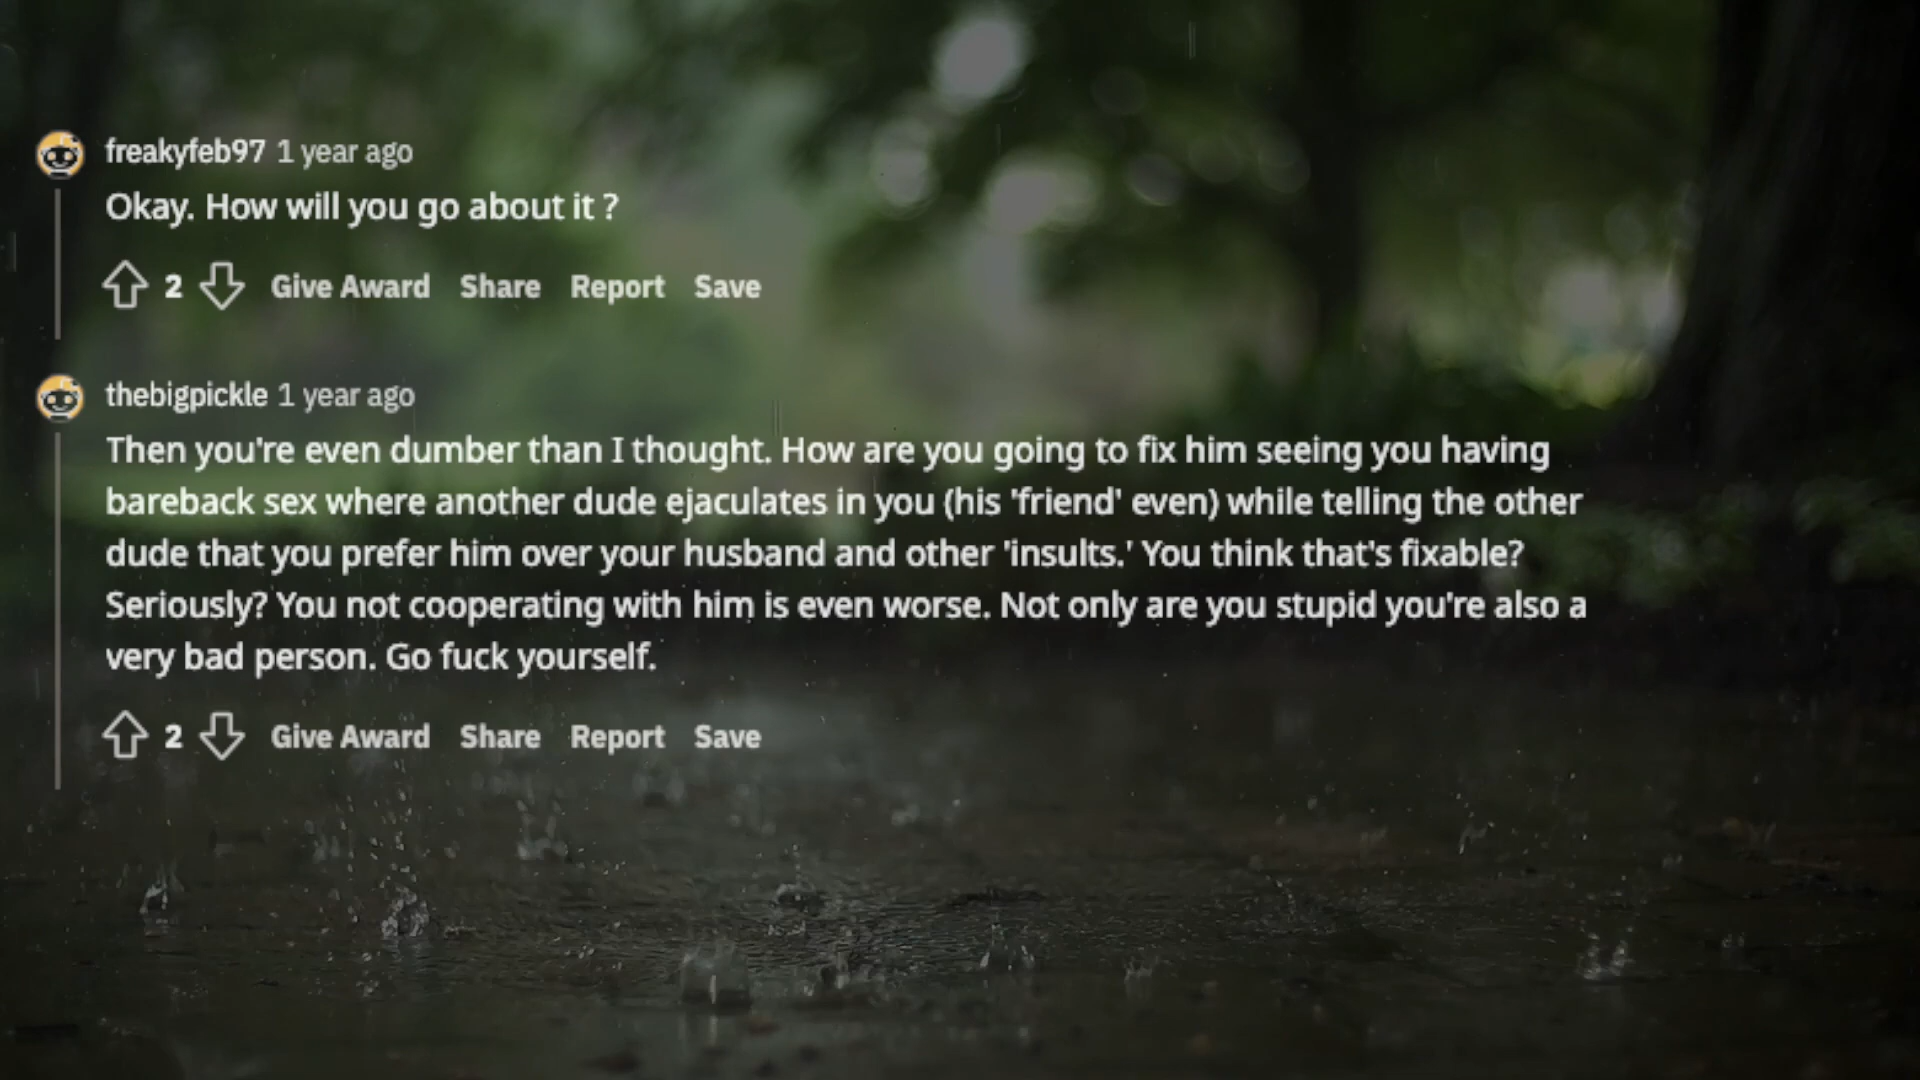 freakyfeb97 1 year ago
Okay. How will you go about it ?
2 Give Award Share Report Save
thebigpickle 1 year ago
Then you're even dumber than I thought. How are you going to fix him seeing you having
bareback sex where another dude ejaculates in you (his 'friend' even) while telling the other
dude that you prefer him over your husband and other 'insults.' You think that's fixable?
Seriously? You not cooperating with him is even worse. Not only are you stupid you're also a
very bad person. Go fuck yourself.
2 Give Award Share Report Save